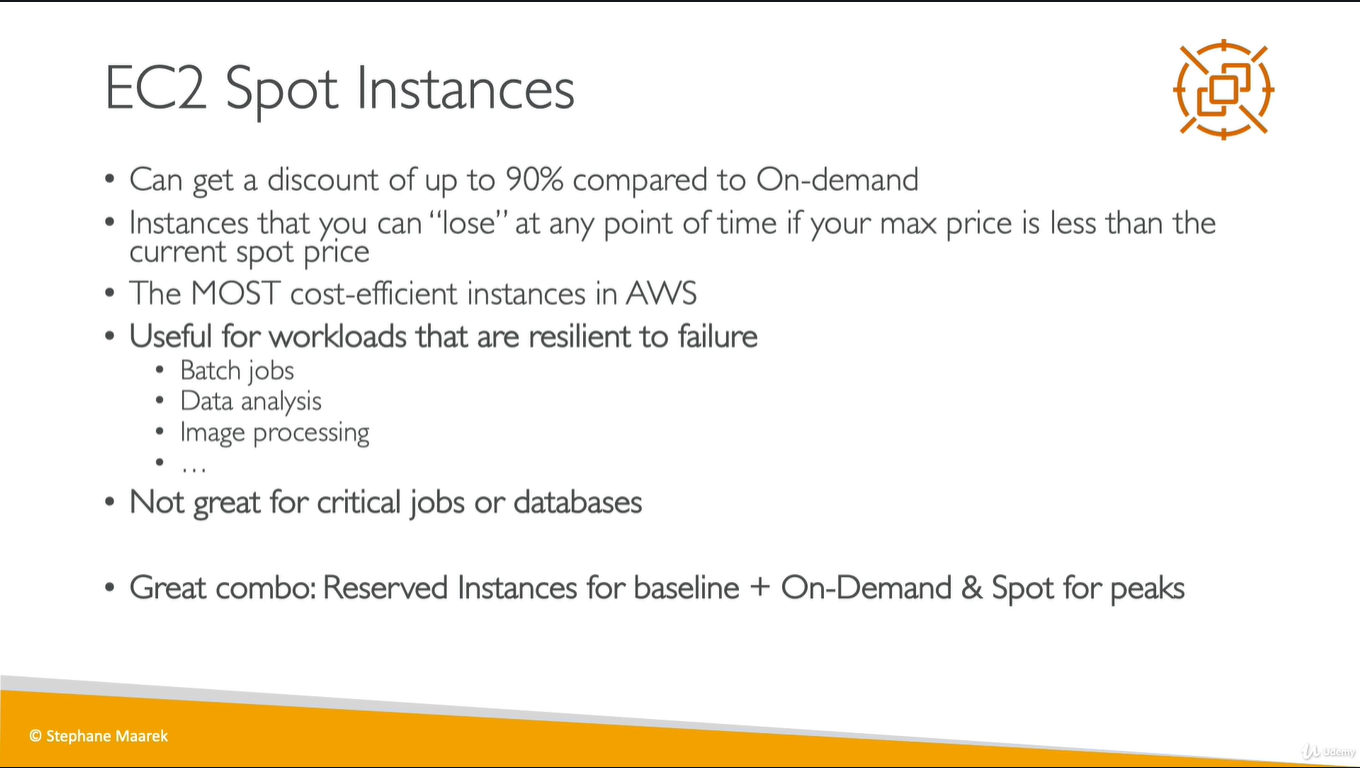 EC2 Spot Instances
• Can get a discount of up to 90% compared to On-demand
• Instances that you can “lose” at any point of time if your max price is less than the
current spot price
• The MOST cost-efficient instances in AWS
• Useful for workloads that are resilient to failure
• Batch jobs
• Data analysis
• Image processing
• …
• Not great for critical jobs or databases
• Great combo: Reserved Instances for baseline + On-Demand & Spot for peaks
© Stephane Maarek
Udemy